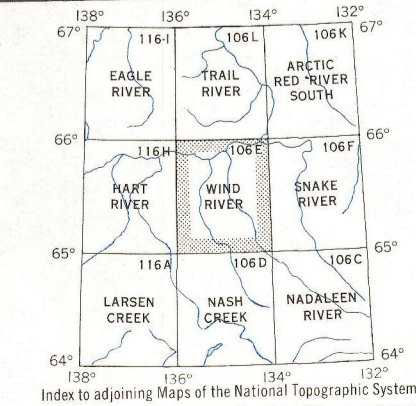 138° 136° 134° 132°
67° 67°
116-I 106L 106K
EAGLE RIVER
TRAIL RIVER
ARCTIC RED RIVER SOUTH
66° 66°
116H 106E 106F
HART RIVER
WIND RIVER
SNAKE RIVER
65° 65°
116A 106D 106C
LARSEN CREEK
NASH CREEK
NADALEEN RIVER
64° 64°
138° 136° 134° 132°
Index to adjoining Maps of the National Topographic System